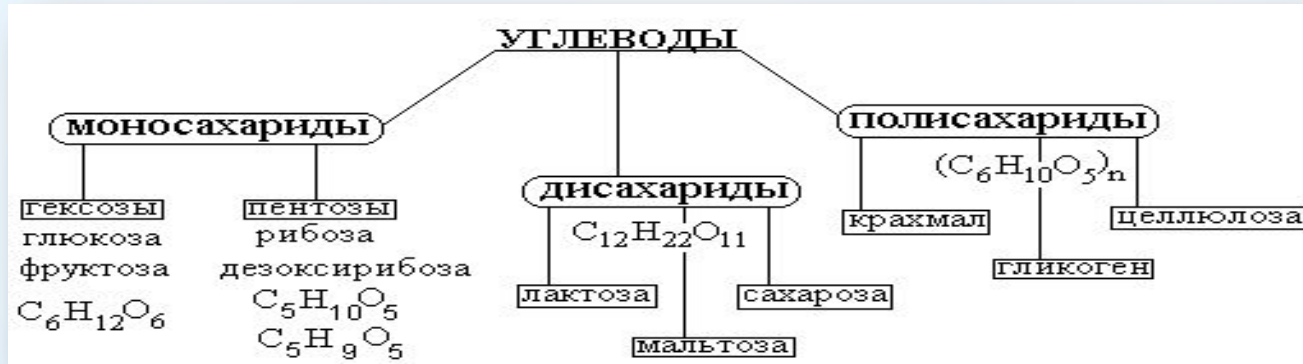 УГЛЕВОДЫ
моносахариды
гексозы
глюкоза
фруктоза
C₆H₁₂O₆
пентозы
рибоза
дезоксирибоза
C₅H₁₀O₅
C₅H₉O₅
дисахариды
C₁₂H₂₂O₁₁
лактоза
мальтоза
сахароза
полисахариды
(C₆H₁₀O₅)ₙ
крахмал
гликоген
целлюлоза